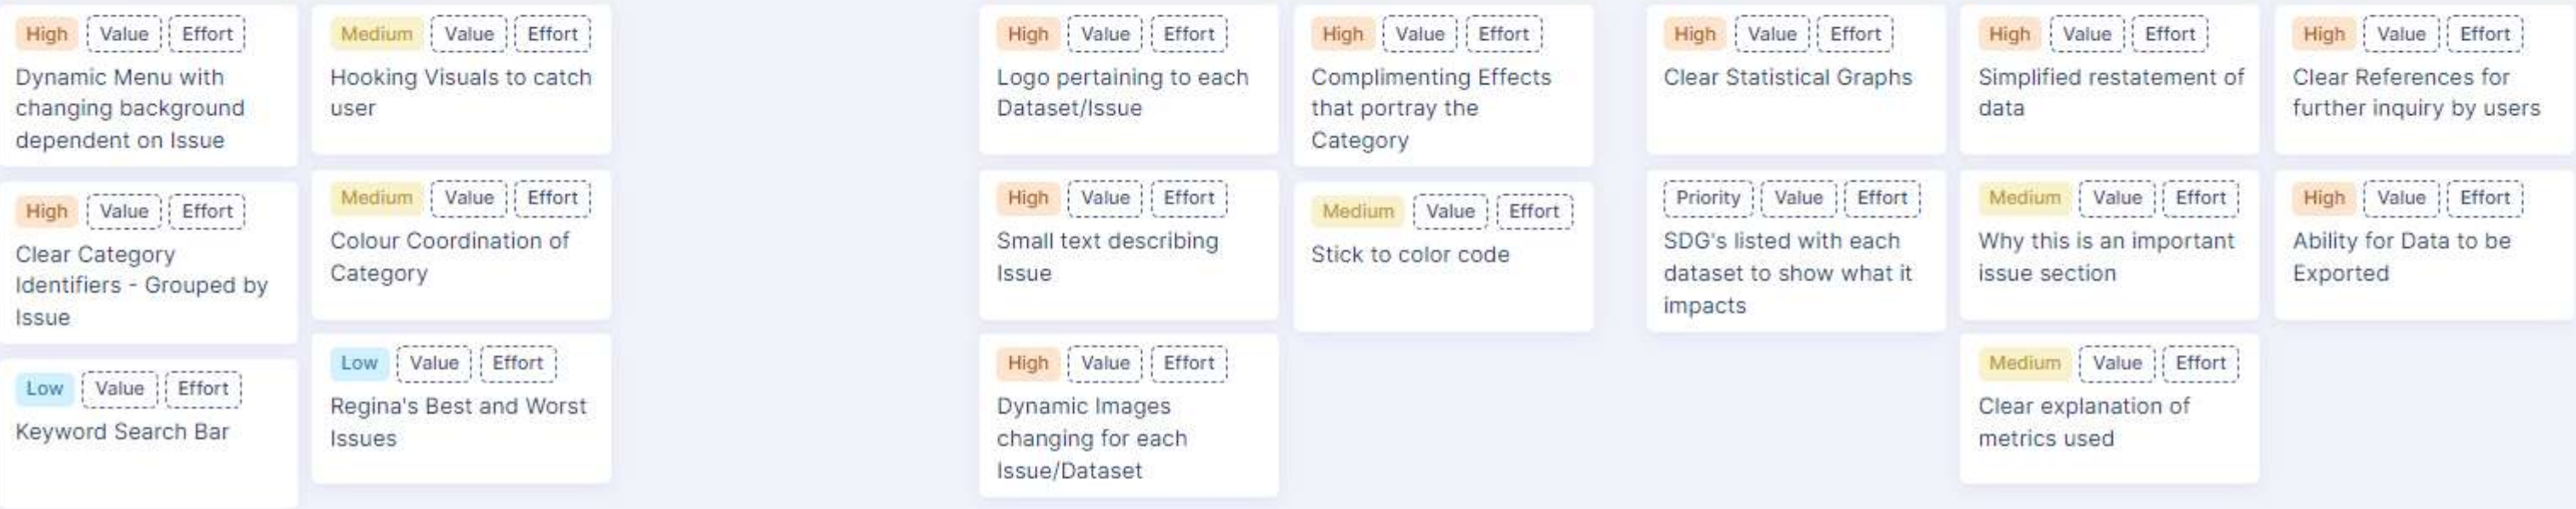 High Value Effort
Dynamic Menu with
changing background
dependent on Issue
High Value Effort
Clear Category
Identifiers - Grouped by
Issue
Low Value Effort
Keyword Search Bar
Medium Value Effort
Hooking Visuals to catch
user
Medium Value Effort
Colour Coordination of
Category
Low Value Effort
Regina's Best and Worst
Issues
High Value Effort
Logo pertaining to each
Dataset/Issue
High Value Effort
Small text describing
Issue
High Value Effort
Dynamic Images
changing for each
Issue/Dataset
High Value Effort
Complimenting Effects
that portray the
Category
Medium Value Effort
Stick to color code
High Value Effort
Clear Statistical Graphs
Priority Value Effort
SDG's listed with each
dataset to show what it
impacts
High Value Effort
Simplified restatement of
data
Medium Value Effort
Why this is an important
issue section
Medium Value Effort
Clear explanation of
metrics used
High Value Effort
Clear References for
further inquiry by users
High Value Effort
Ability for Data to be
Exported